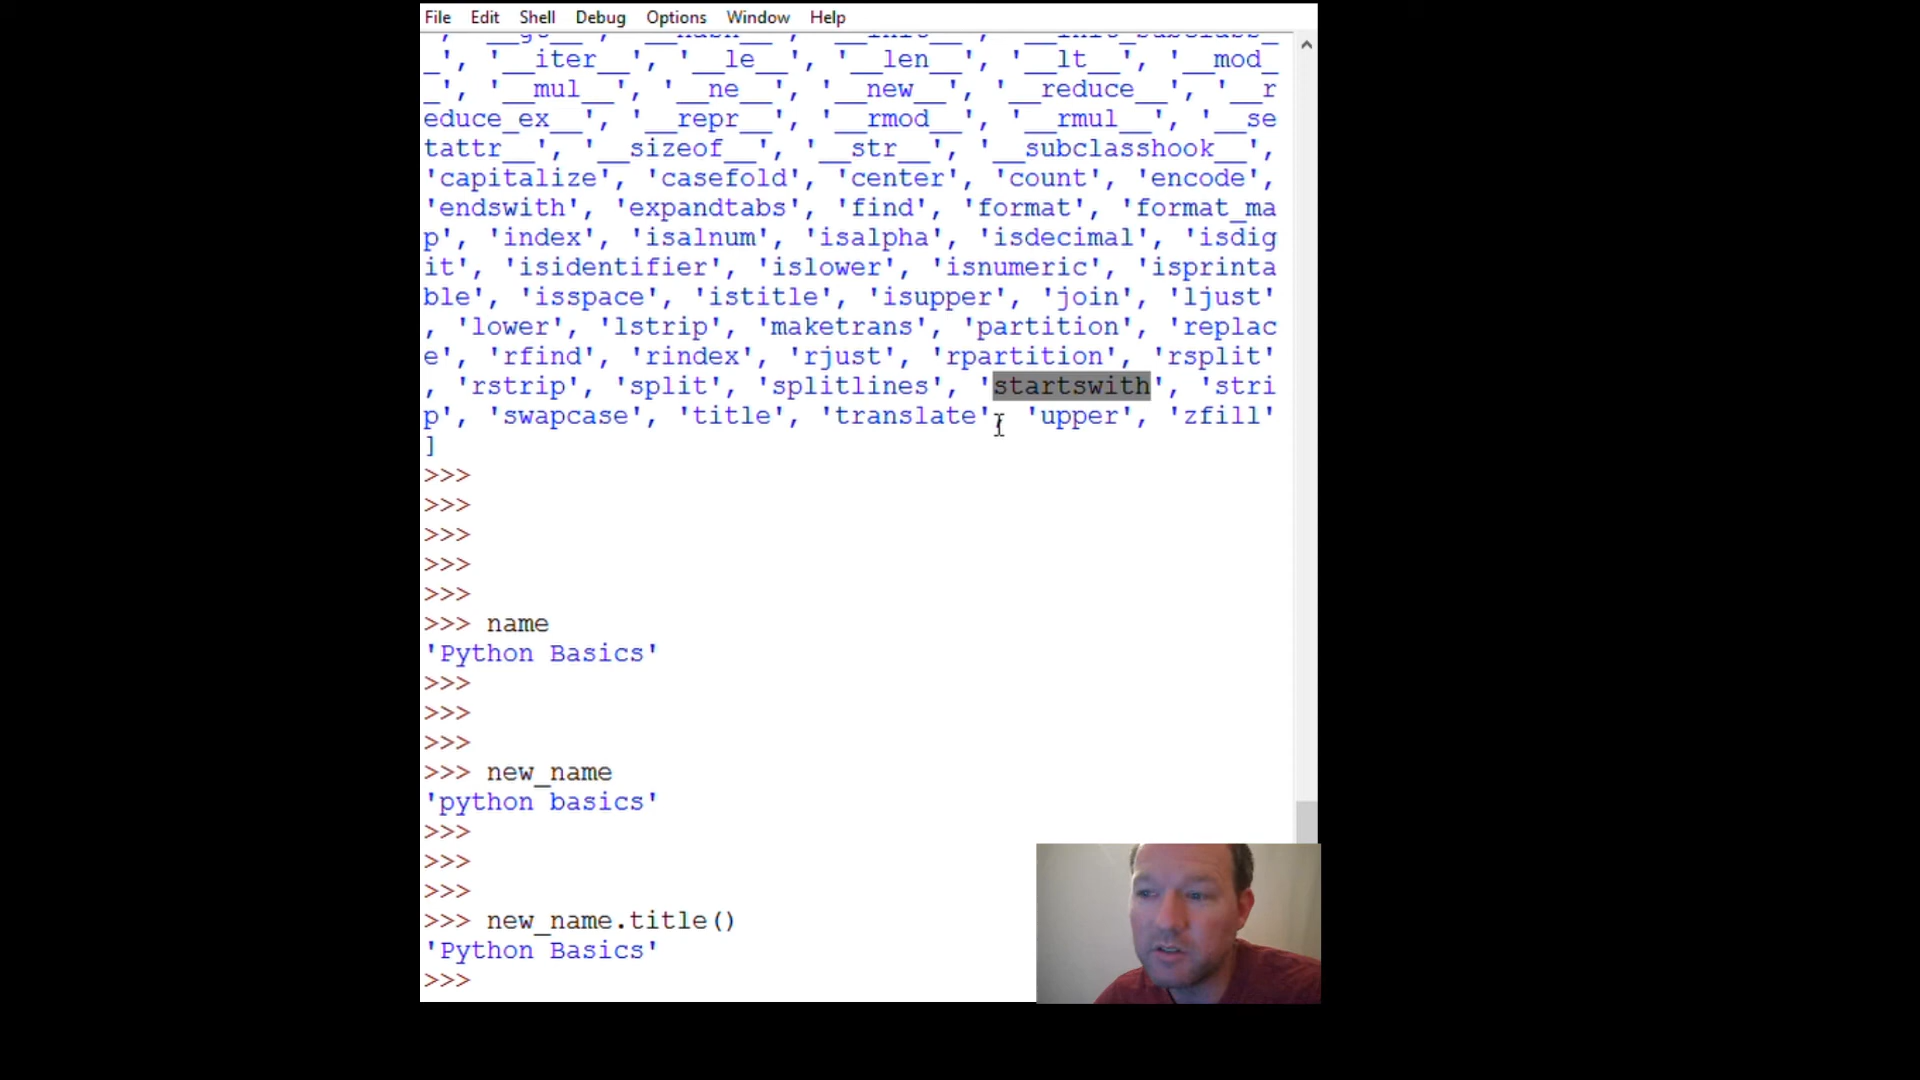 File Edit Shell Debug Options Window Help
_', '__iter__', '__le__', '__len__', '__lt__', '__mod_
_', '__mul__', '__ne__', '__new__', '__reduce__', '__r
educe_ex__', '__repr__', '__rmod__', '__rmul__', '__se
tattr__', '__sizeof__', '__str__', '__subclasshook__',
'capitalize', 'casefold', 'center', 'count', 'encode',
'endswith', 'expandtabs', 'find', 'format', 'format_ma
p', 'index', 'isalnum', 'isalpha', 'isdecimal', 'isdig
it', 'isidentifier', 'islower', 'isnumeric', 'isprinta
ble', 'isspace', 'istitle', 'isupper', 'join', 'ljust'
, 'lower', 'lstrip', 'maketrans', 'partition', 'replac
e', 'rfind', 'rindex', 'rjust', 'rpartition', 'rsplit'
, 'rstrip', 'split', 'splitlines', 'startswith', 'stri
p', 'swapcase', 'title', 'translate', 'upper', 'zfill'
]
>>>
>>>
>>>
>>>
>>>
>>> name
'Python Basics'
>>>
>>>
>>>
>>> new_name
'python basics'
>>>
>>>
>>>
>>> new_name.title()
'Python Basics'
>>>